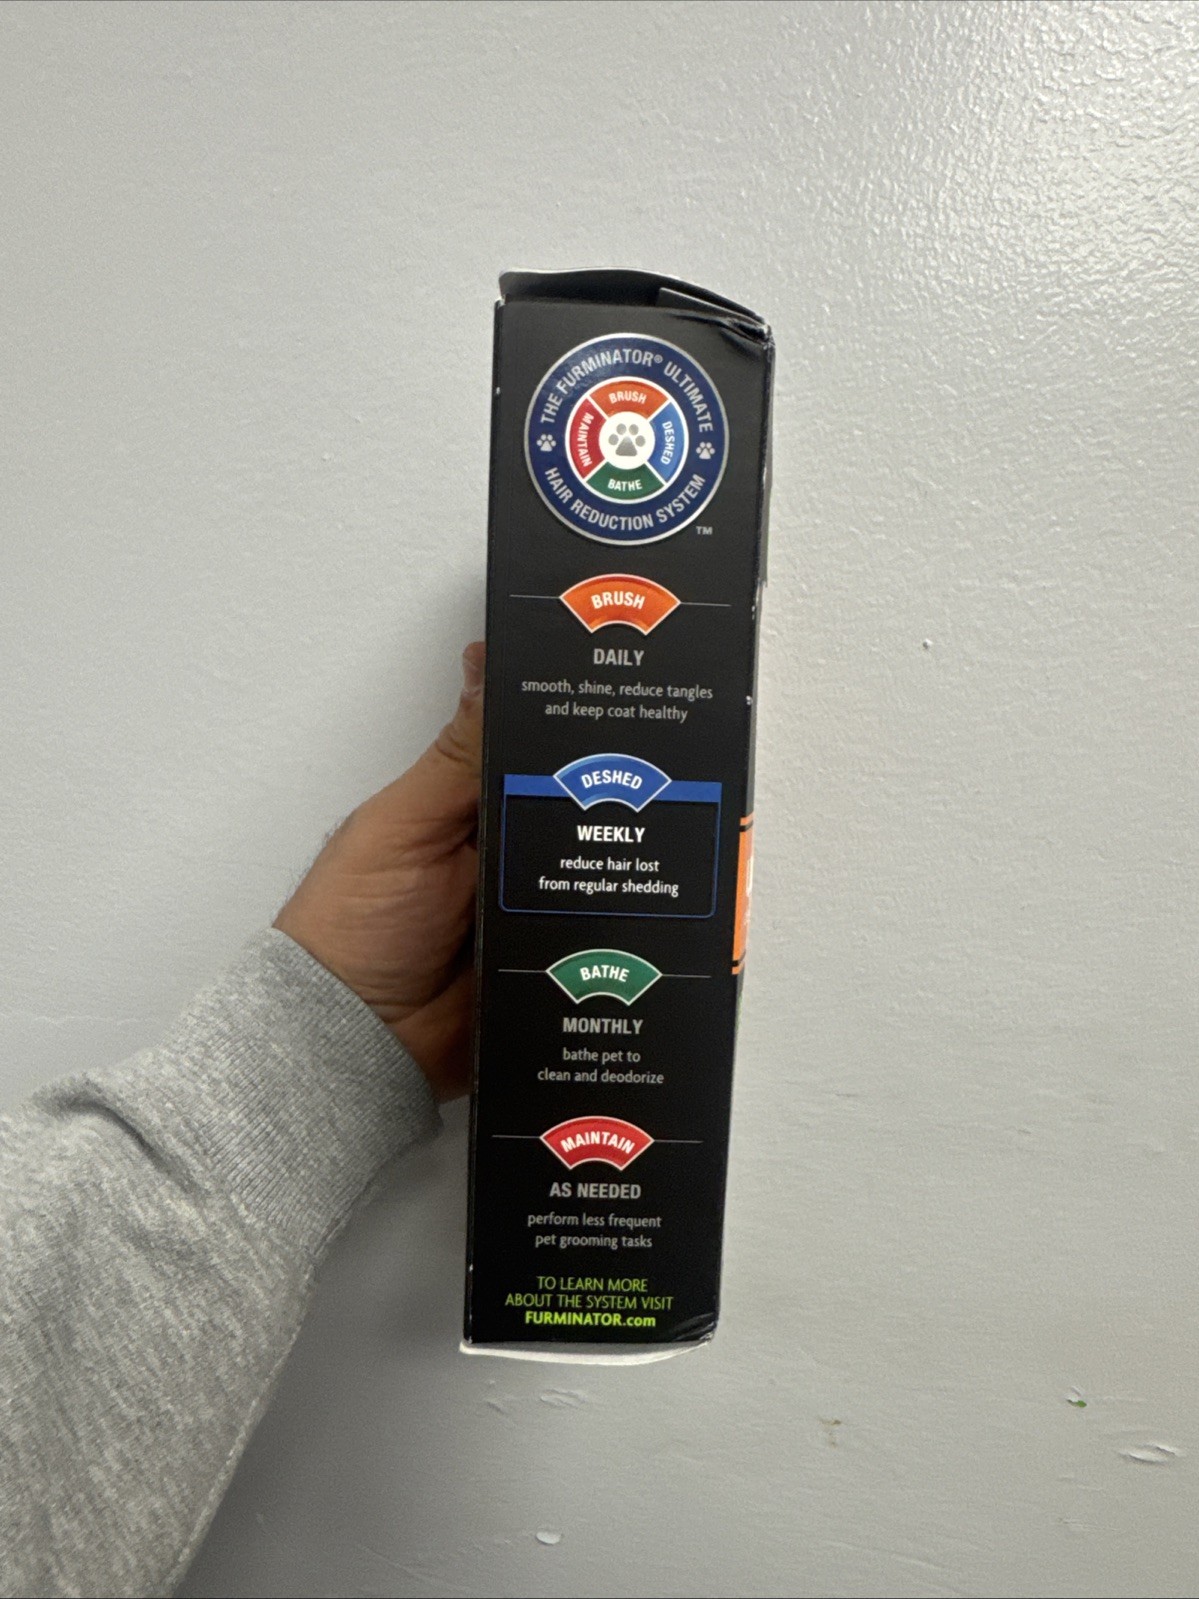 THE FURMINATOR® ULTIMATE
HAIR REDUCTION SYSTEM
TM
BRUSH
DESHED
BATHE
MAINTAIN
BRUSH
DAILY
smooth, shine, reduce tangles
and keep coat healthy
DESHED
WEEKLY
reduce hair lost
from regular shedding
BATHE
MONTHLY
bathe pet to
clean and deodorize
MAINTAIN
AS NEEDED
perform less frequent
pet grooming tasks
TO LEARN MORE
ABOUT THE SYSTEM VISIT
FURMINATOR.com